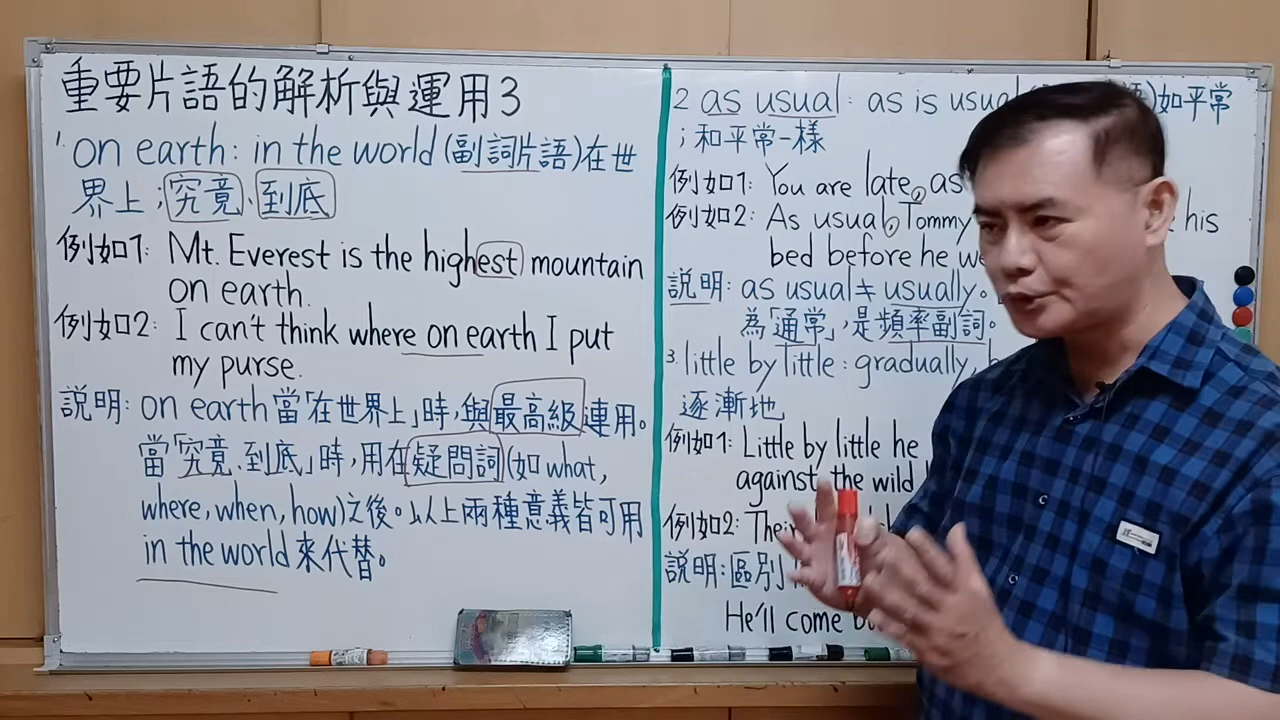 重要片語的解析與運用3
1. on earth: in the world (副詞片語)在世
界上;究竟、到底
例如1: Mt. Everest is the highest mountain
on earth.
例如2: I can't think where on earth I put
my purse.
説明: on earth當「在世界上」時,與最高級連用。
當「究竟、到底」時,用在疑問詞(如what,
where, when, how)之後。以上兩種意義皆可用
in the world來代替。
2 as usual: as is usual 如平常
;和平常一樣
例如1: You are late, as
例如2: As usual, Tommy his
bed before he
説明: as usual≠usually。
為「通常」,是頻率副詞。
3. little by little: gradually,
逐漸地
例如1: Little by little he
against the wild
例如2: Their
説明:區別
He'll come